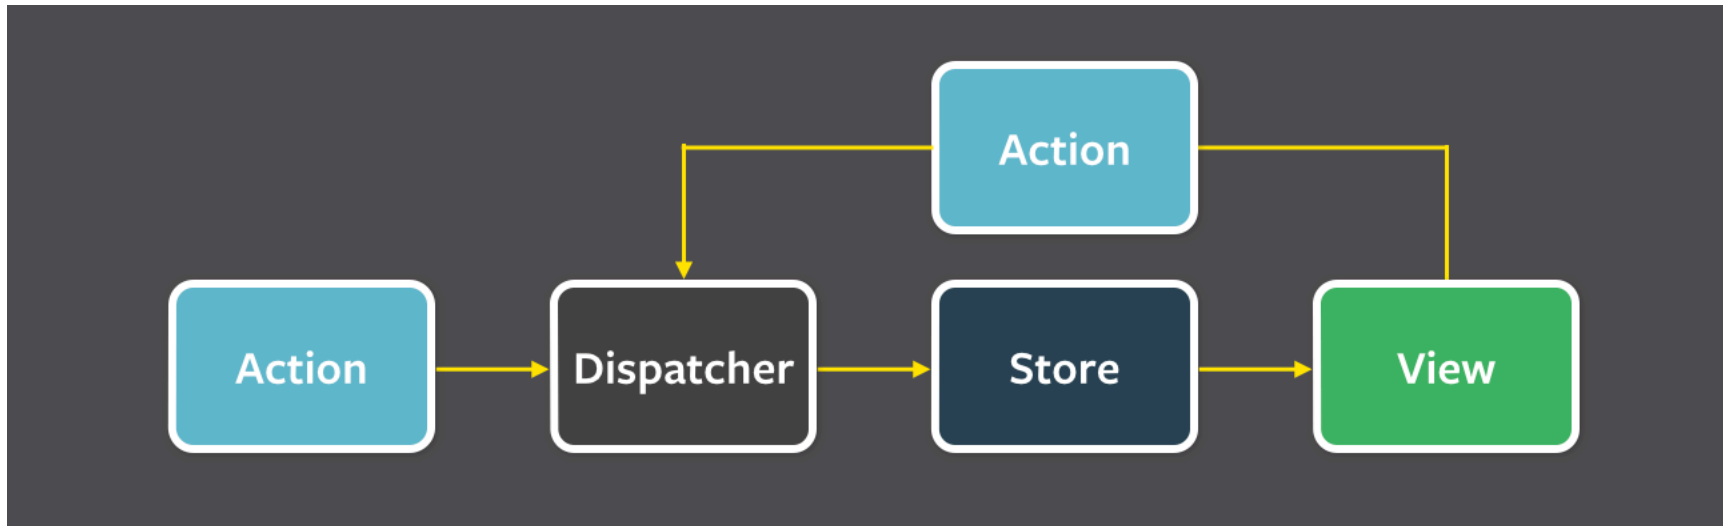 Action
Action
Dispatcher
Store
View